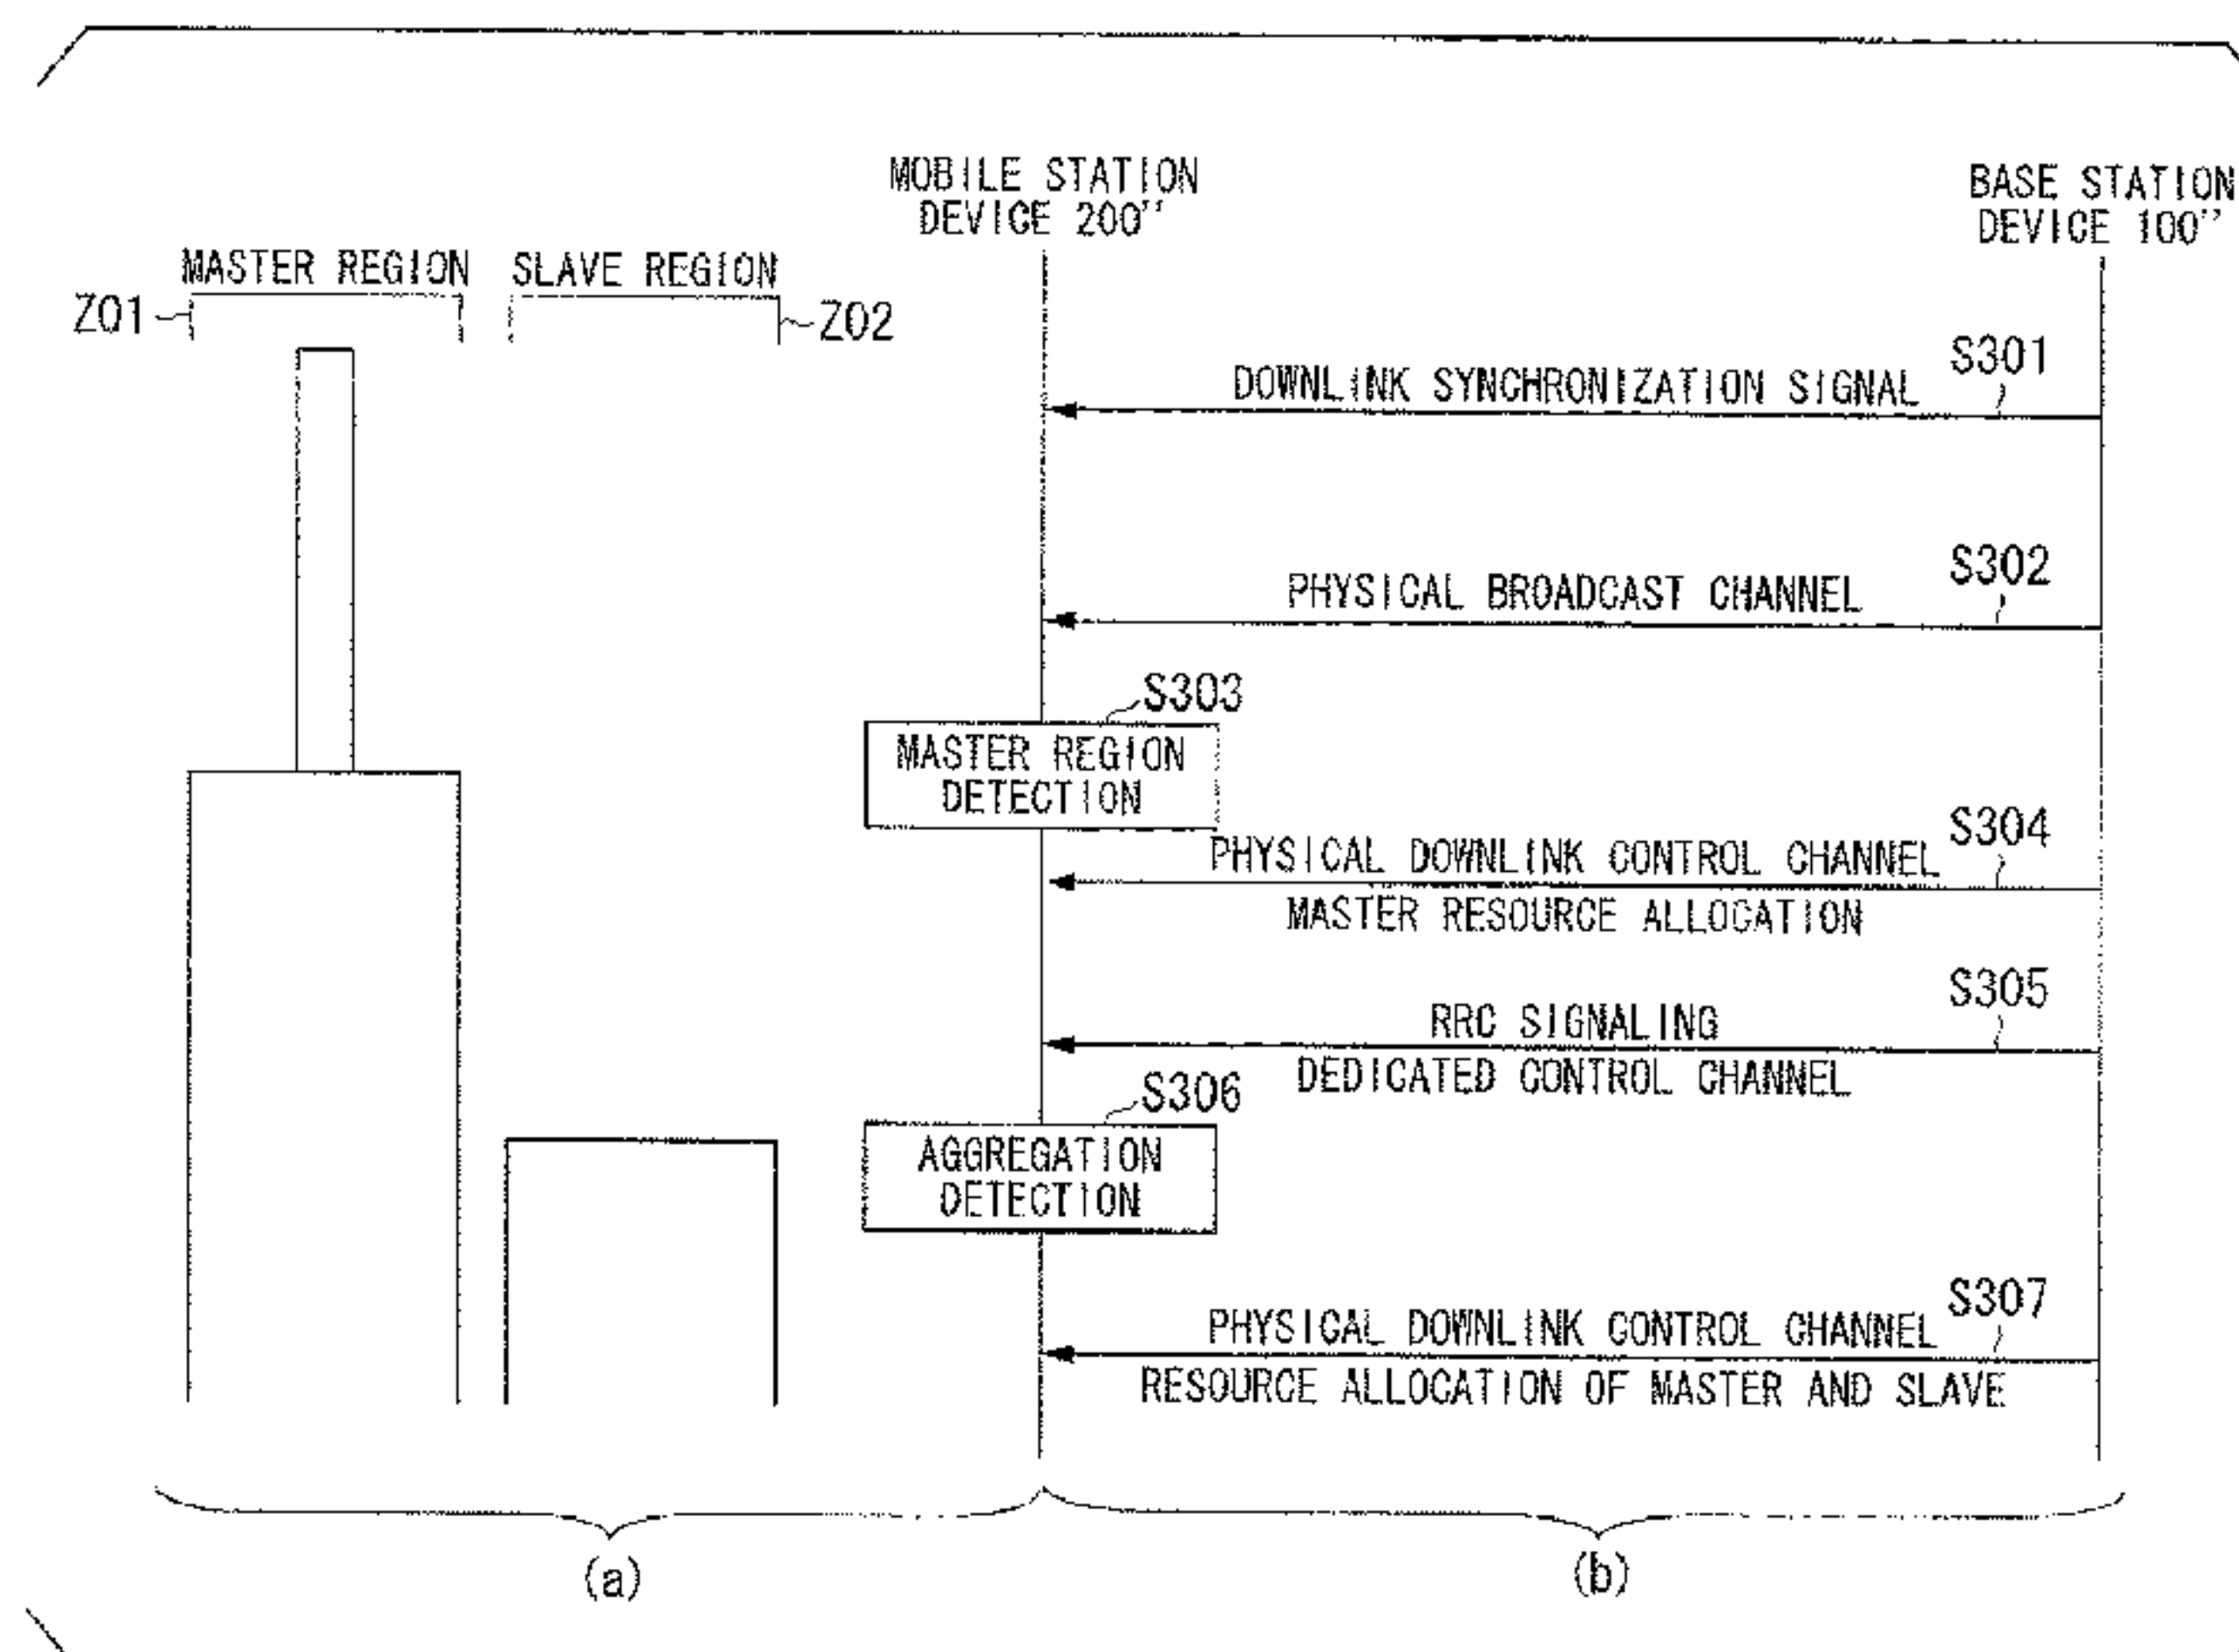 MOBILE STATION
DEVICE 200''
BASE STATION
DEVICE 100''
MASTER REGION
SLAVE REGION
Z01
Z02
S301
DOWNLINK SYNCHRONIZATION SIGNAL
S302
PHYSICAL BROADCAST CHANNEL
S303
MASTER REGION
DETECTION
S304
PHYSICAL DOWNLINK CONTROL CHANNEL
MASTER RESOURCE ALLOCATION
S305
RRC SIGNALING
DEDICATED CONTROL CHANNEL
S306
AGGREGATION
DETECTION
S307
PHYSICAL DOWNLINK CONTROL CHANNEL
RESOURCE ALLOCATION OF MASTER AND SLAVE
(a)
(b)